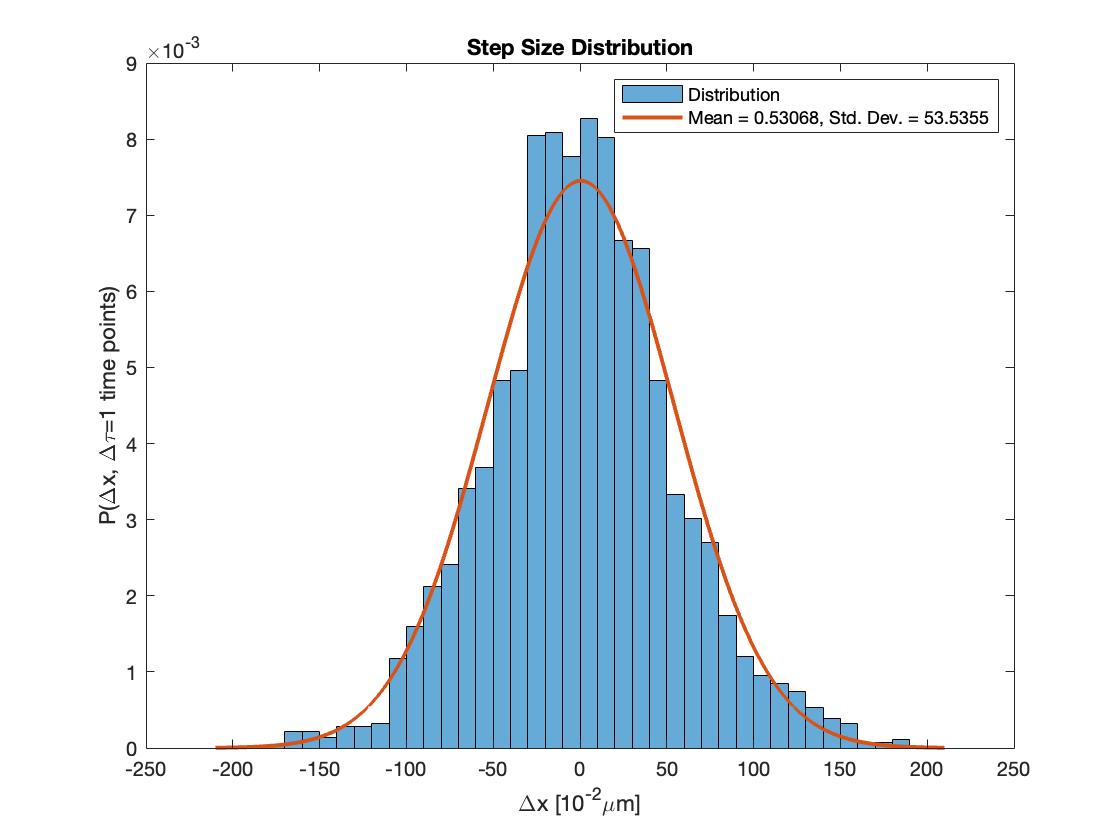 Step Size Distribution
×10⁻³
Distribution
Mean = 0.53068, Std. Dev. = 53.5355
9
8
7
6
5
4
3
2
1
0
P(Δx, Δτ=1 time points)
-250 -200 -150 -100 -50 0 50 100 150 200 250
Δx [10⁻²μm]